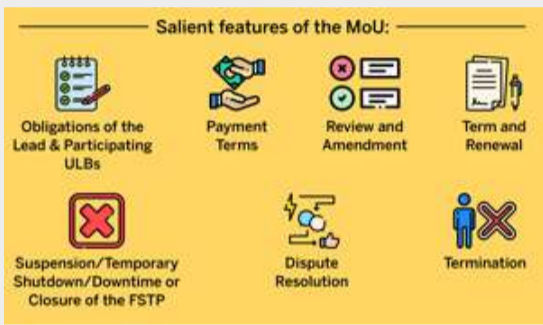 Salient features of the MoU:
Obligations of the
Lead & Participating
ULBs
Payment
Terms
Review and
Amendment
Term and
Renewal
Suspension/Temporary
Shutdown/Downtime or
Closure of the FSTP
Dispute
Resolution
Termination